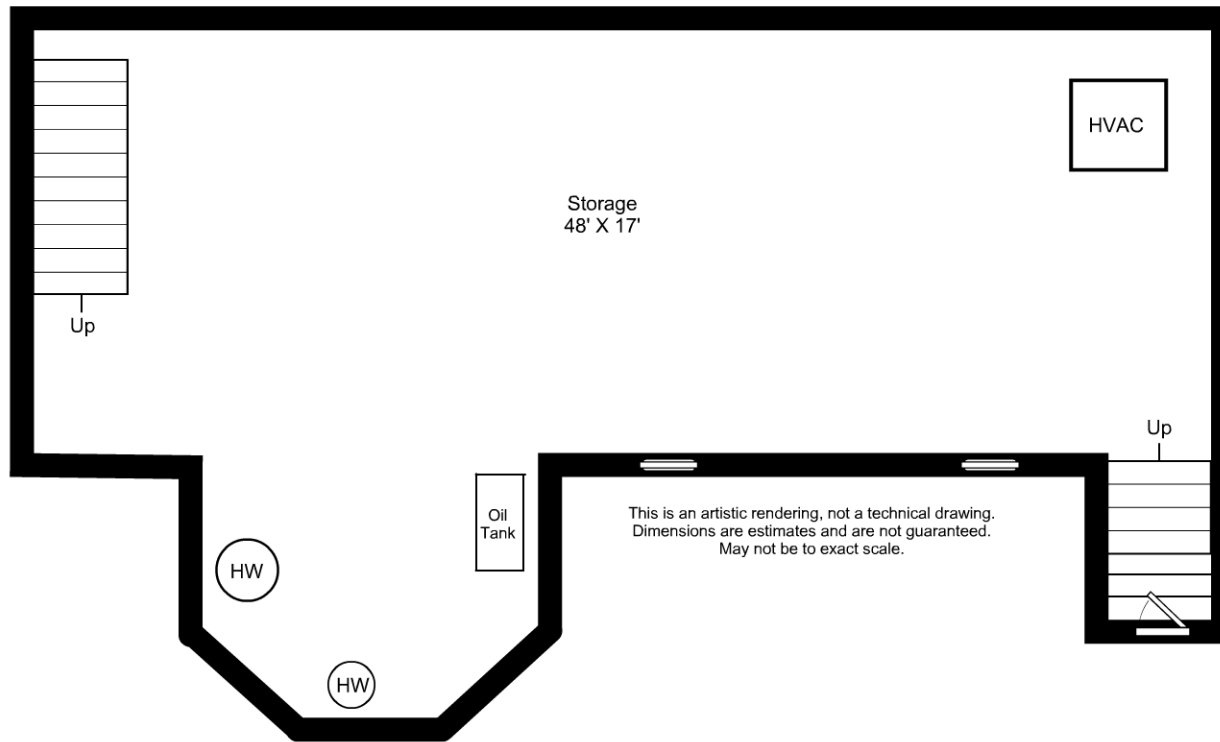 HVAC
Storage
48' X 17'
Up
Up
Oil
Tank
This is an artistic rendering, not a technical drawing.
Dimensions are estimates and are not guaranteed.
May not be to exact scale.
HW
HW